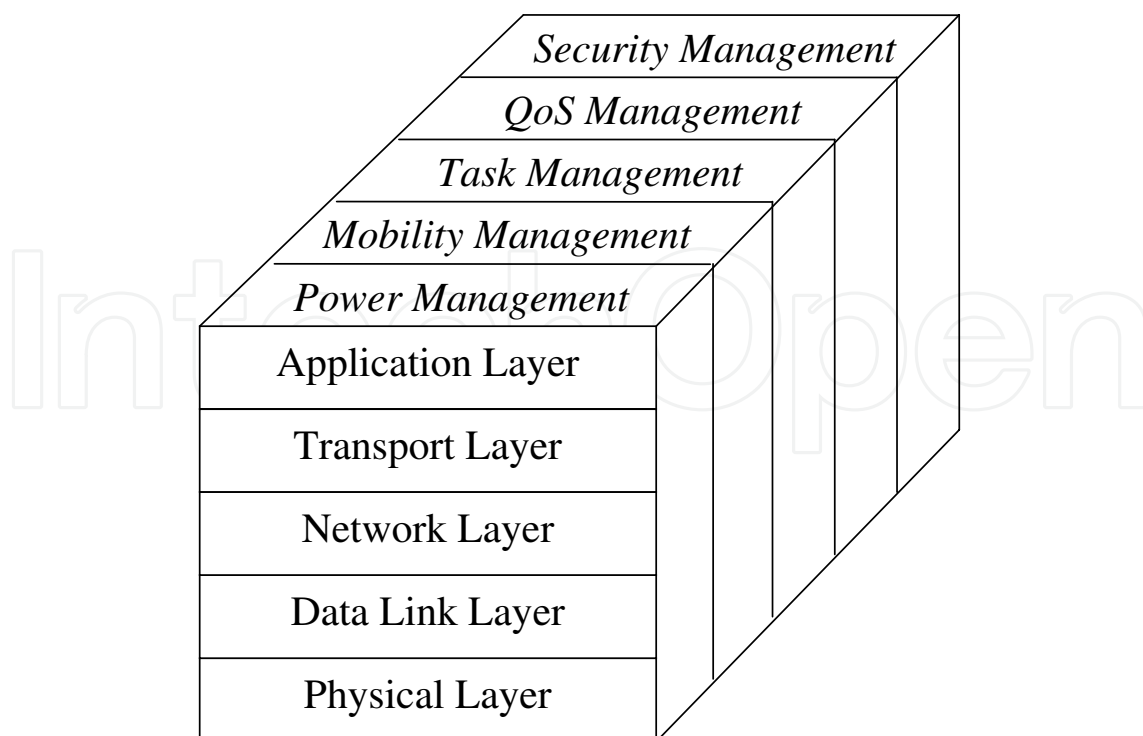 Security Management
QoS Management
Task Management
Mobility Management
Power Management
IntechOpen
Application Layer
Transport Layer
Network Layer
Data Link Layer
Physical Layer